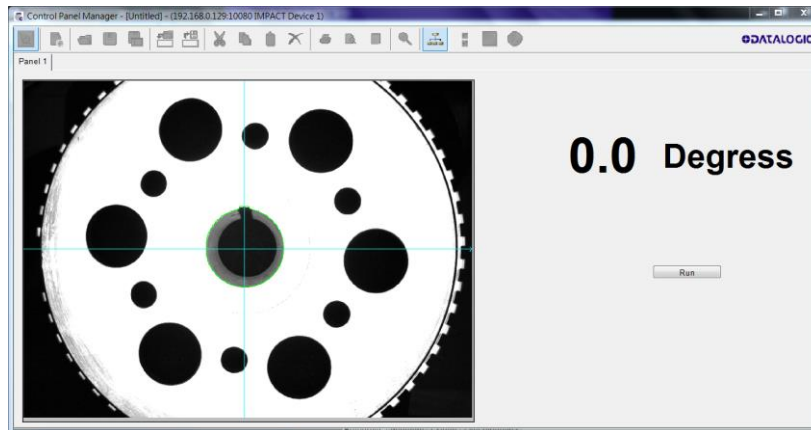 Control Panel Manager - [Untitled] - (192.168.0.129:10080 IMPACT Device 1)
DATALOGIC
Panel 1
0.0 Degress
Run